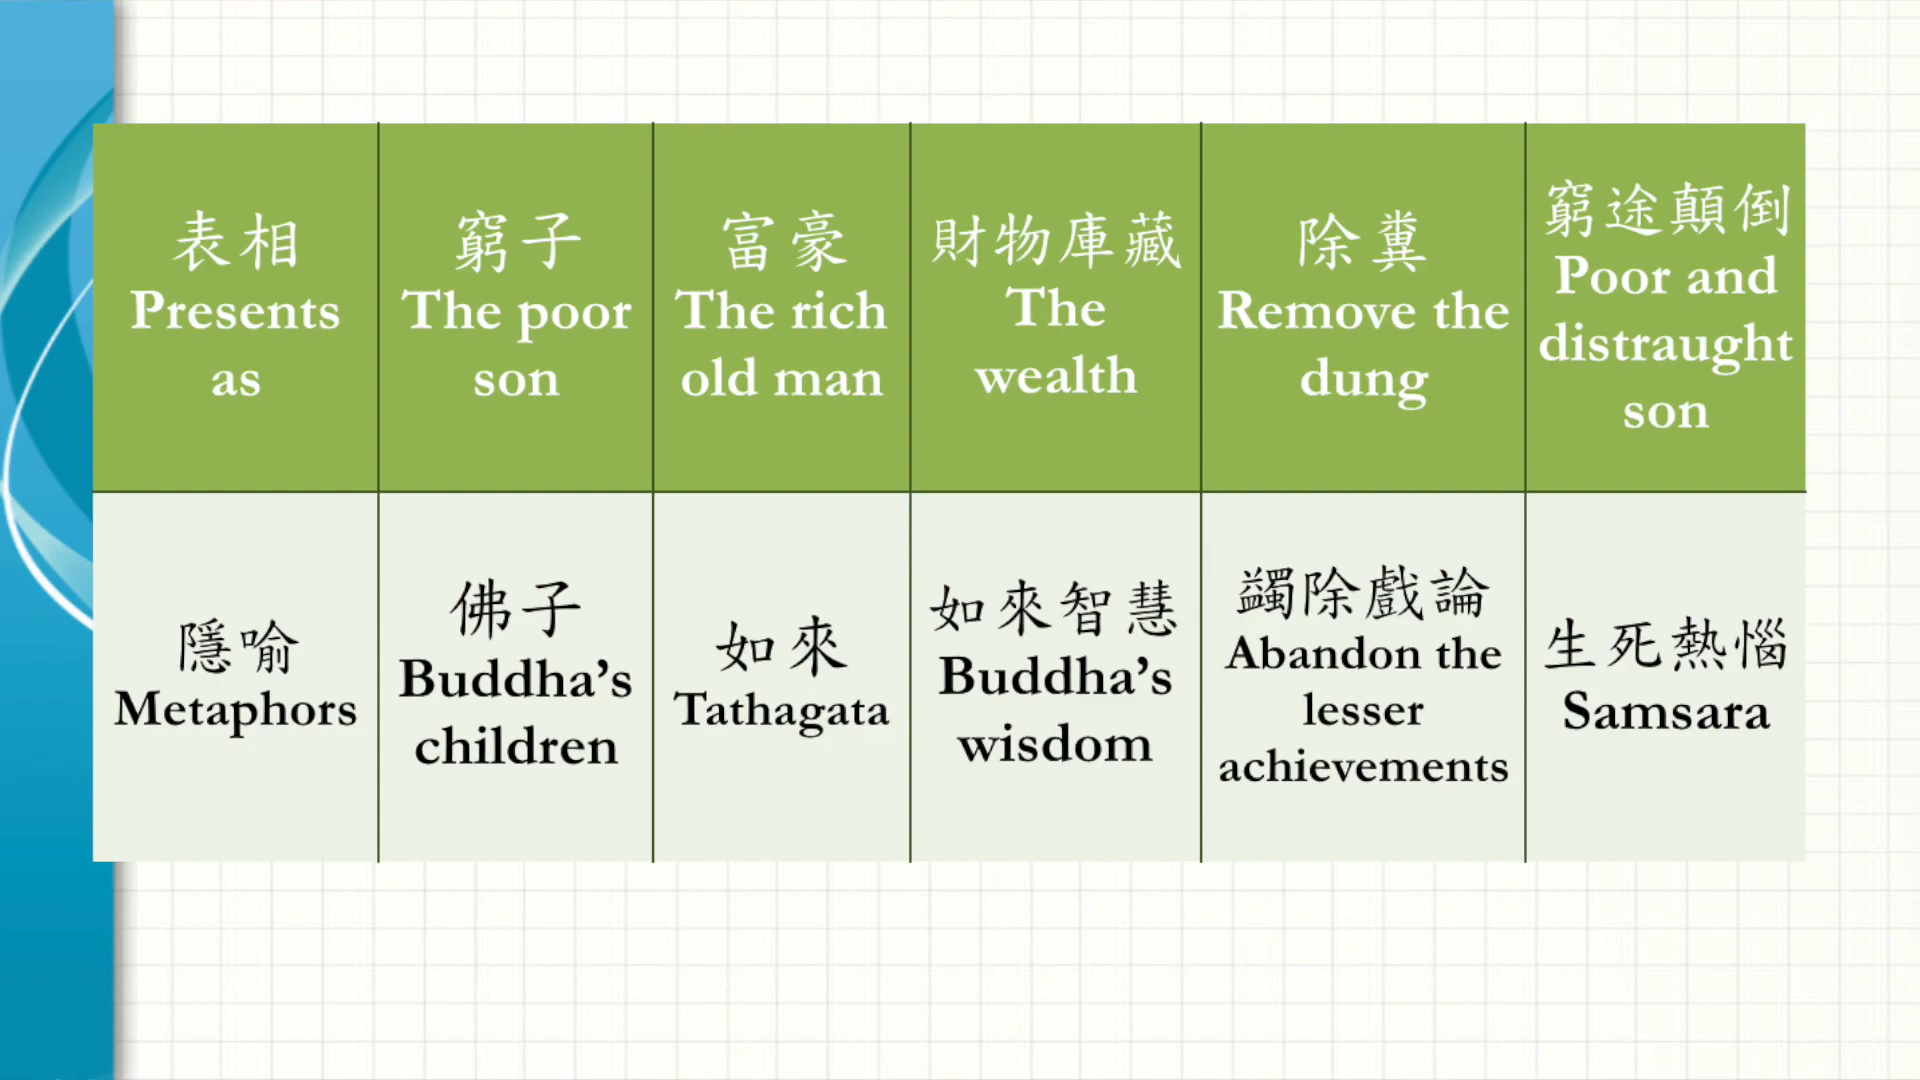 表相
Presents
as
窮子
The poor
son
富豪
The rich
old man
財物庫藏
The
wealth
除糞
Remove the
dung
窮途顛倒
Poor and
distraught
son
隱喻
Metaphors
佛子
Buddha’s
children
如來
Tathagata
如來智慧
Buddha’s
wisdom
蠲除戲論
Abandon the
lesser
achievements
生死熱惱
Samsara